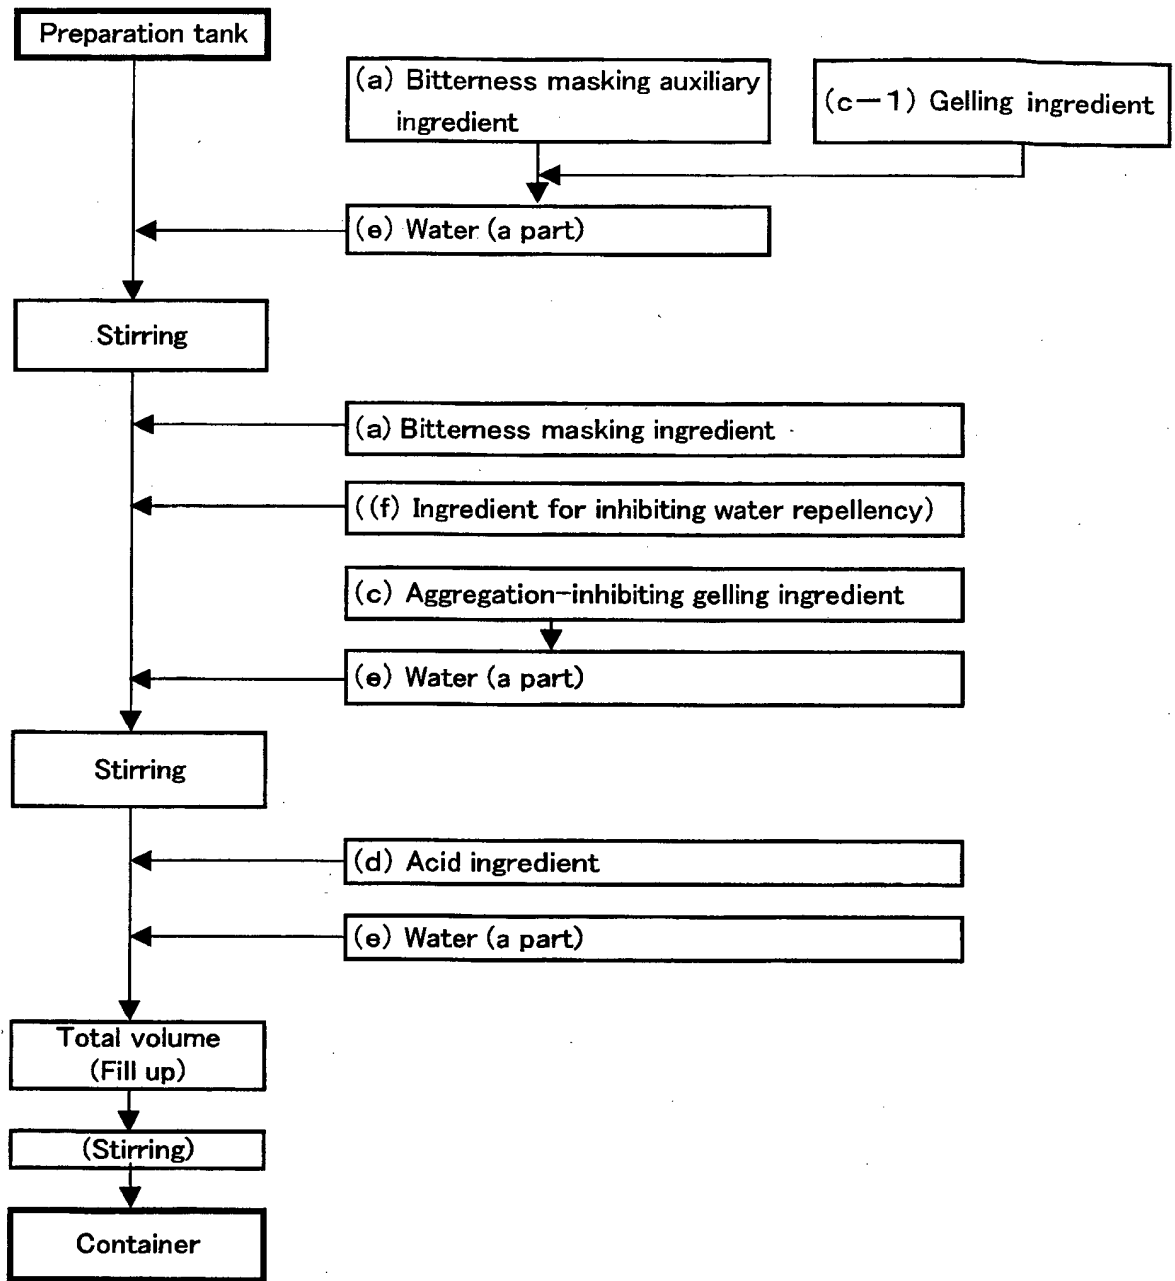 Preparation tank
(a) Bitterness masking auxiliary
ingredient
(c-1) Gelling ingredient
(e) Water (a part)
Stirring
(a) Bitterness masking ingredient
((f) Ingredient for inhibiting water repellency)
(c) Aggregation-inhibiting gelling ingredient
(e) Water (a part)
Stirring
(d) Acid ingredient
(e) Water (a part)
Total volume
(Fill up)
(Stirring)
Container